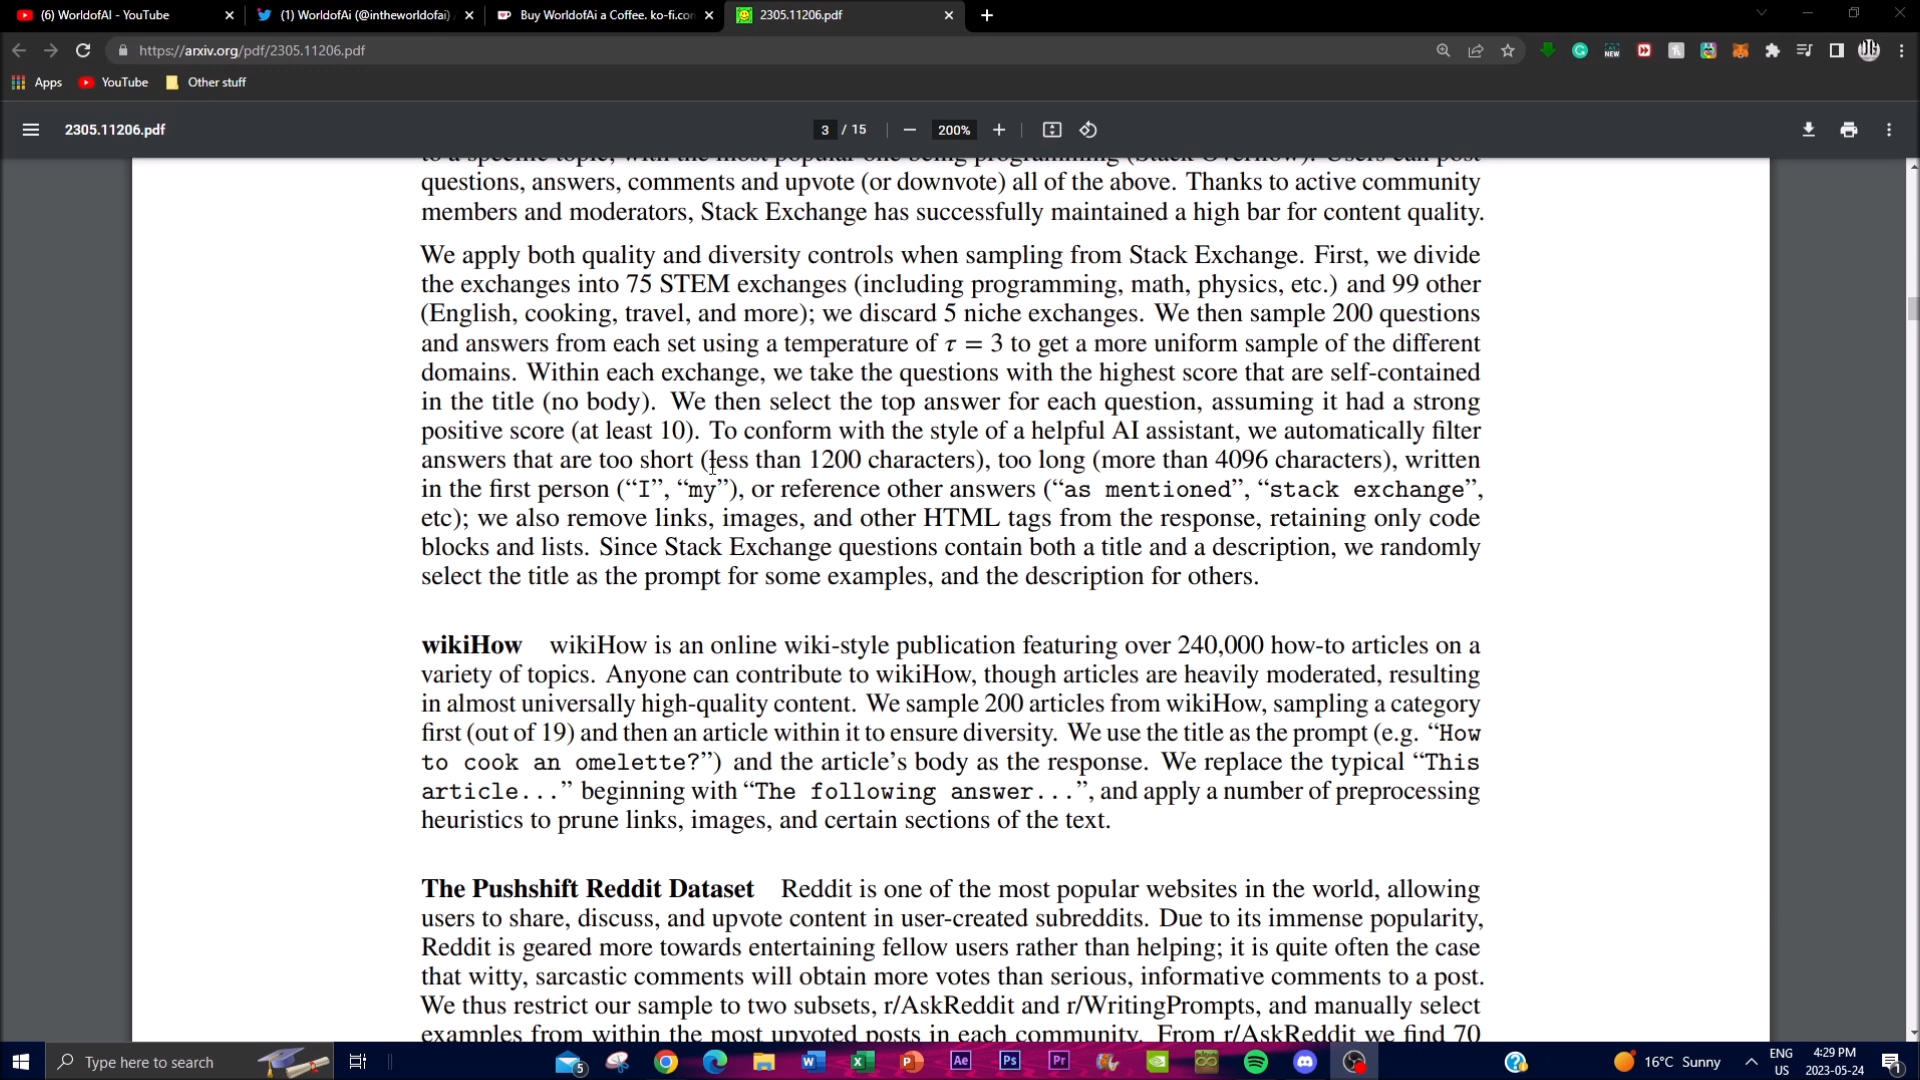 (6) WorldofAI - YouTube
(1) WorldofAi (@intheworldofai) /
Buy WorldofAi a Coffee. ko-fi.con
2305.11206.pdf
https://arxiv.org/pdf/2305.11206.pdf
NEW
Apps
YouTube
Other stuff
2305.11206.pdf
3 / 15
200%
to a specific topic, with the most popular one being programming (Stack Overflow). Users can post
questions, answers, comments and upvote (or downvote) all of the above. Thanks to active community
members and moderators, Stack Exchange has successfully maintained a high bar for content quality.
We apply both quality and diversity controls when sampling from Stack Exchange. First, we divide
the exchanges into 75 STEM exchanges (including programming, math, physics, etc.) and 99 other
(English, cooking, travel, and more); we discard 5 niche exchanges. We then sample 200 questions
and answers from each set using a temperature of τ = 3 to get a more uniform sample of the different
domains. Within each exchange, we take the questions with the highest score that are self-contained
in the title (no body). We then select the top answer for each question, assuming it had a strong
positive score (at least 10). To conform with the style of a helpful AI assistant, we automatically filter
answers that are too short (less than 1200 characters), too long (more than 4096 characters), written
in the first person (“I”, “my”), or reference other answers (“as mentioned”, “stack exchange”,
etc); we also remove links, images, and other HTML tags from the response, retaining only code
blocks and lists. Since Stack Exchange questions contain both a title and a description, we randomly
select the title as the prompt for some examples, and the description for others.
wikiHow wikiHow is an online wiki-style publication featuring over 240,000 how-to articles on a
variety of topics. Anyone can contribute to wikiHow, though articles are heavily moderated, resulting
in almost universally high-quality content. We sample 200 articles from wikiHow, sampling a category
first (out of 19) and then an article within it to ensure diversity. We use the title as the prompt (e.g. “How
to cook an omelette?”) and the article’s body as the response. We replace the typical “This
article...” beginning with “The following answer...”, and apply a number of preprocessing
heuristics to prune links, images, and certain sections of the text.
The Pushshift Reddit Dataset Reddit is one of the most popular websites in the world, allowing
users to share, discuss, and upvote content in user-created subreddits. Due to its immense popularity,
Reddit is geared more towards entertaining fellow users rather than helping; it is quite often the case
that witty, sarcastic comments will obtain more votes than serious, informative comments to a post.
We thus restrict our sample to two subsets, r/AskReddit and r/WritingPrompts, and manually select
examples from within the most upvoted posts in each community. From r/AskReddit we find 70
Type here to search
5
Ae
Ps
Pr
16°C Sunny
ENG
US
4:29 PM
2023-05-24
1